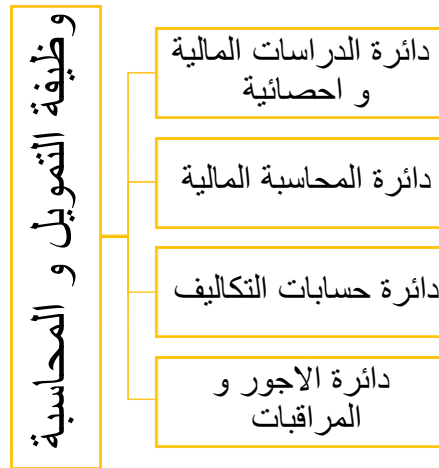 وظيفة التمويل و المحاسبة
دائرة الدراسات المالية
و احصائية
دائرة المحاسبة المالية
دائرة حسابات التكاليف
دائرة الاجور و
المراقبات